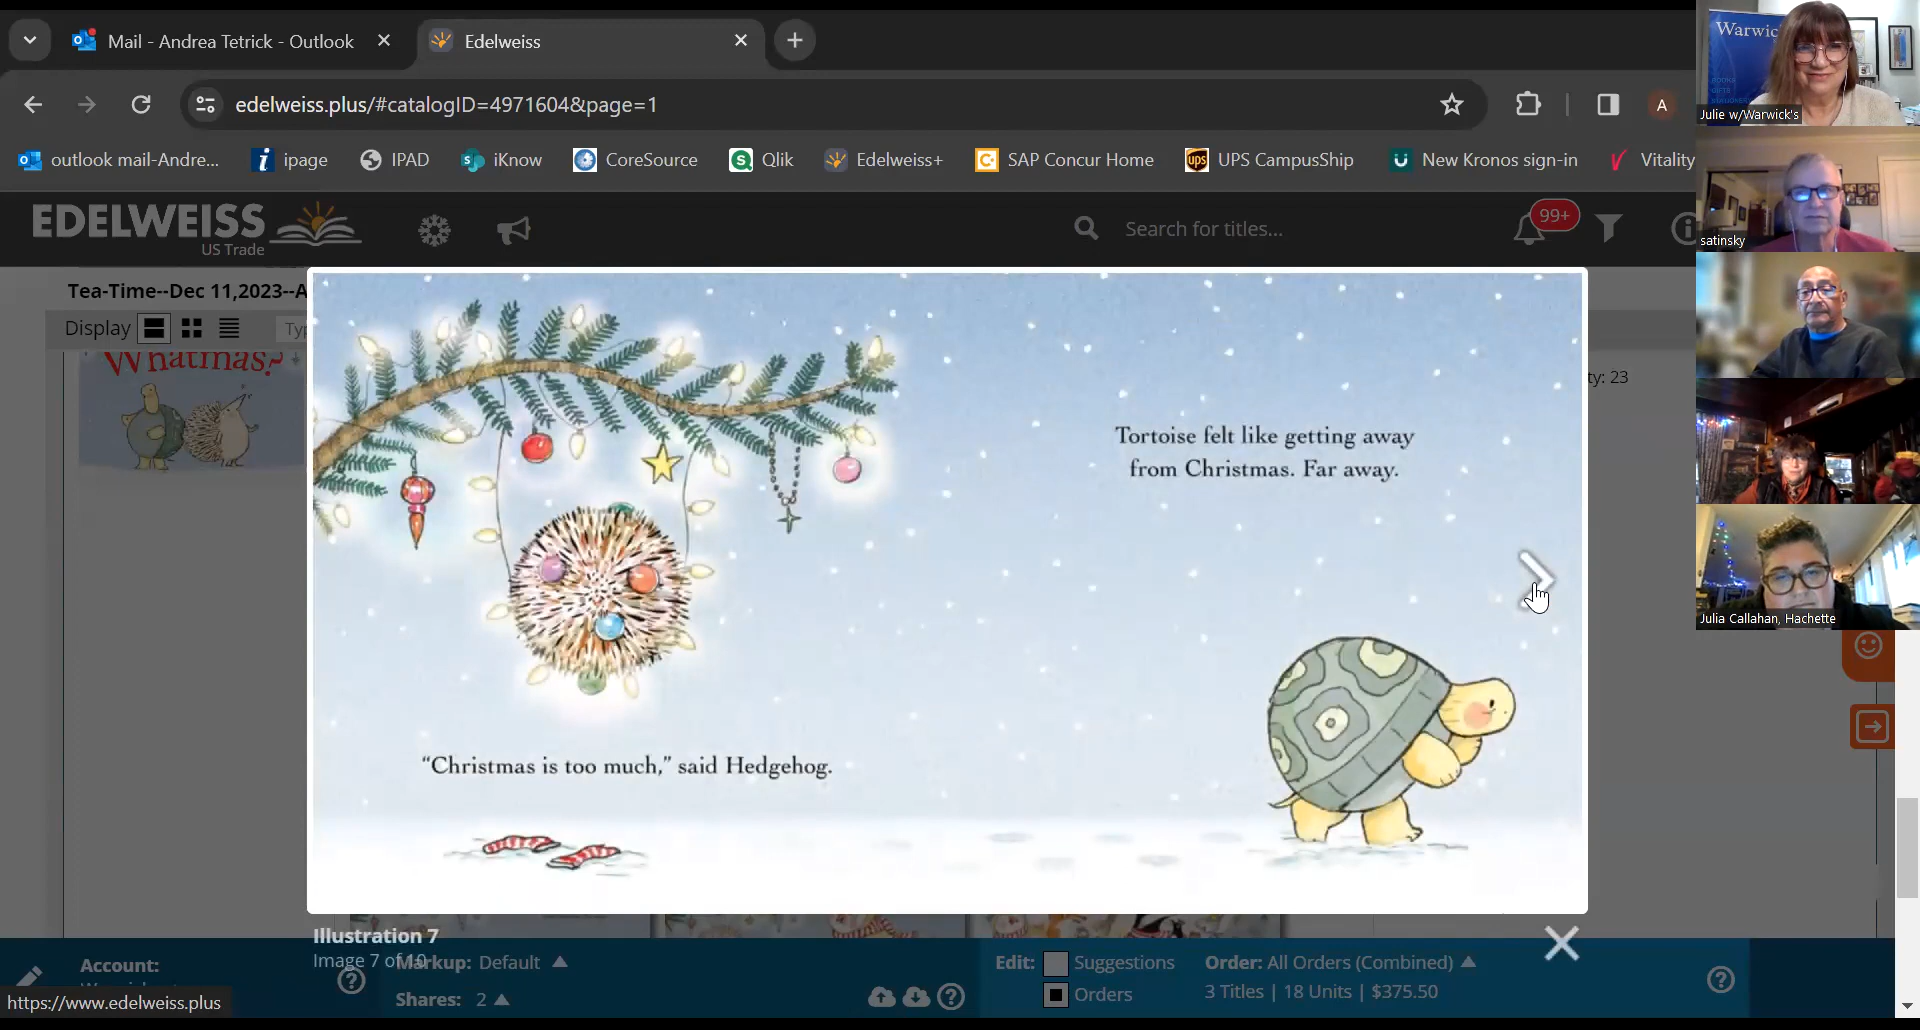 Mail - Andrea Tetrick - Outlook
Edelweiss
edelweiss.plus/#catalogID=4971604&page=1
A
outlook mail-Andre...
ipage
IPAD
iKnow
CoreSource
Qlik
Edelweiss+
SAP Concur Home
UPS CampusShip
New Kronos sign-in
Vitality
EDELWEISS
US Trade
Search for titles...
99+
Tea-Time--Dec 11,2023--A
Display
Typ
Whatmas?
ty: 23
Tortoise felt like getting away
from Christmas. Far away.
“Christmas is too much,” said Hedgehog.
Illustration 7
Image 7 of 10
Account:
Markup: Default
Shares: 2
Edit: Suggestions
Orders
Order: All Orders (Combined)
3 Titles | 18 Units | $375.50
https://www.edelweiss.plus
Warwic
Julie w/Warwick's
satinsky
Julia Callahan, Hachette